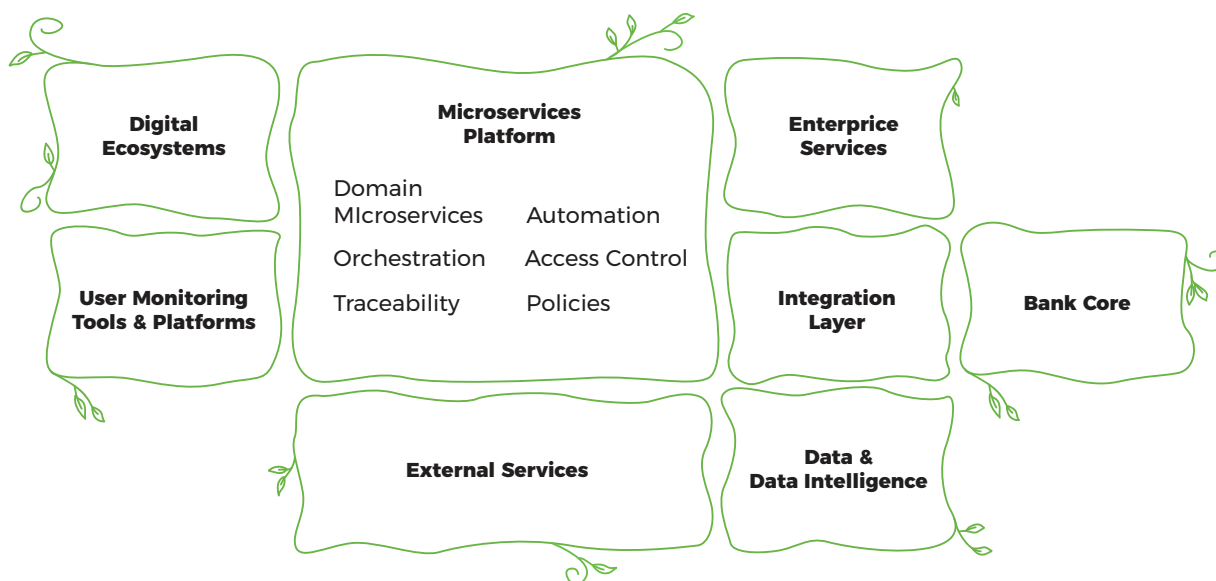 Digital
Ecosystems
Microservices
Platform
Domain
MIcroservices
Automation
Orchestration
Access Control
Traceability
Policies
Enterprice
Services
User Monitoring
Tools & Platforms
Integration
Layer
Bank Core
External Services
Data &
Data Intelligence